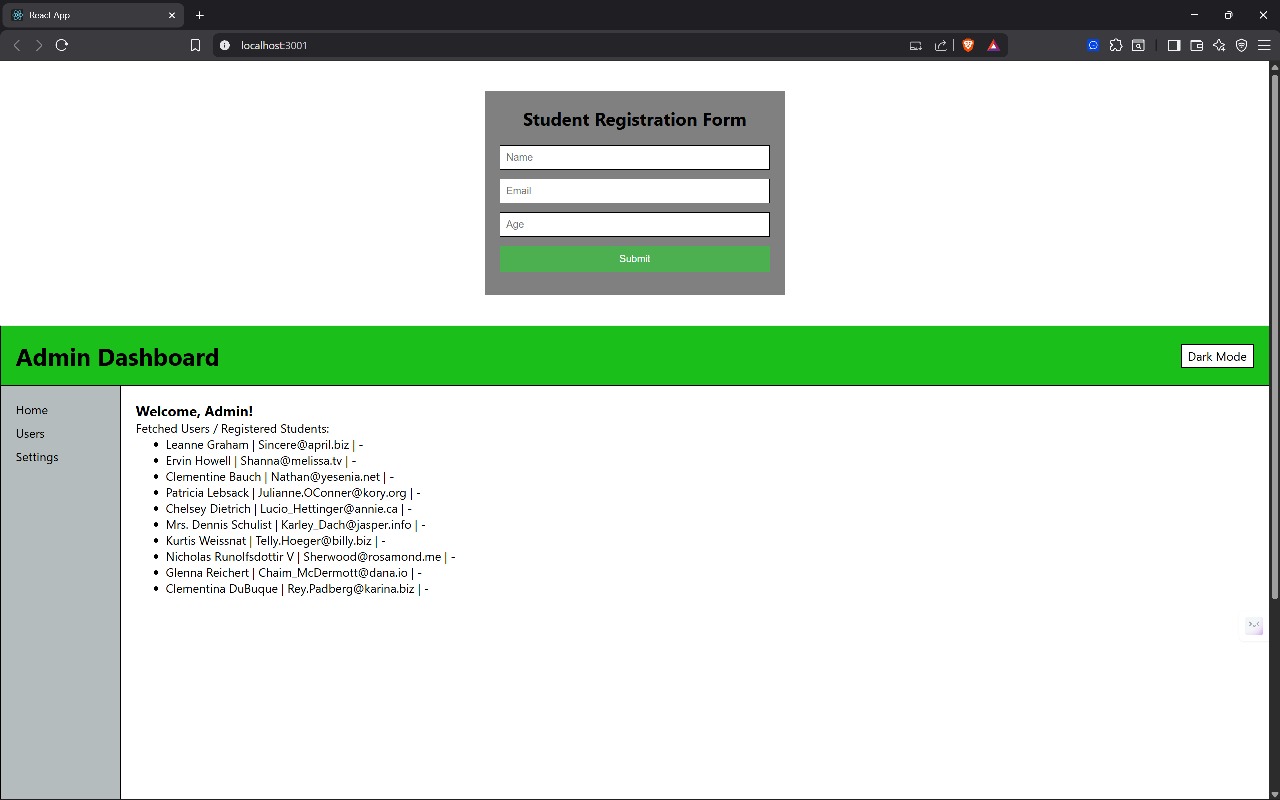 React App
localhost:3001
Student Registration Form
Name
Email
Age
Submit
Admin Dashboard
Dark Mode
Home
Users
Settings
Welcome, Admin!
Fetched Users / Registered Students:
Leanne Graham | Sincere@april.biz | -
Ervin Howell | Shanna@melissa.tv | -
Clementine Bauch | Nathan@yesenia.net | -
Patricia Lebsack | Julianne.OConner@kory.org | -
Chelsey Dietrich | Lucio_Hettinger@annie.ca | -
Mrs. Dennis Schulist | Karley_Dach@jasper.info | -
Kurtis Weissnat | Telly.Hoeger@billy.biz | -
Nicholas Runolfsdottir V | Sherwood@rosamond.me | -
Glenna Reichert | Chaim_McDermott@dana.io | -
Clementina DuBuque | Rey.Padberg@karina.biz | -